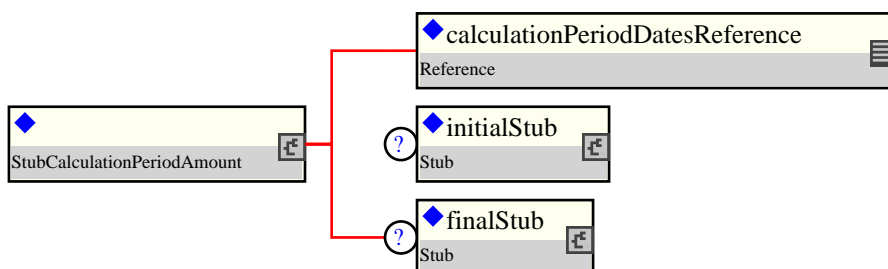 calculationPeriodDatesReference
Reference
StubCalculationPeriodAmount
?
initialStub
Stub
?
finalStub
Stub